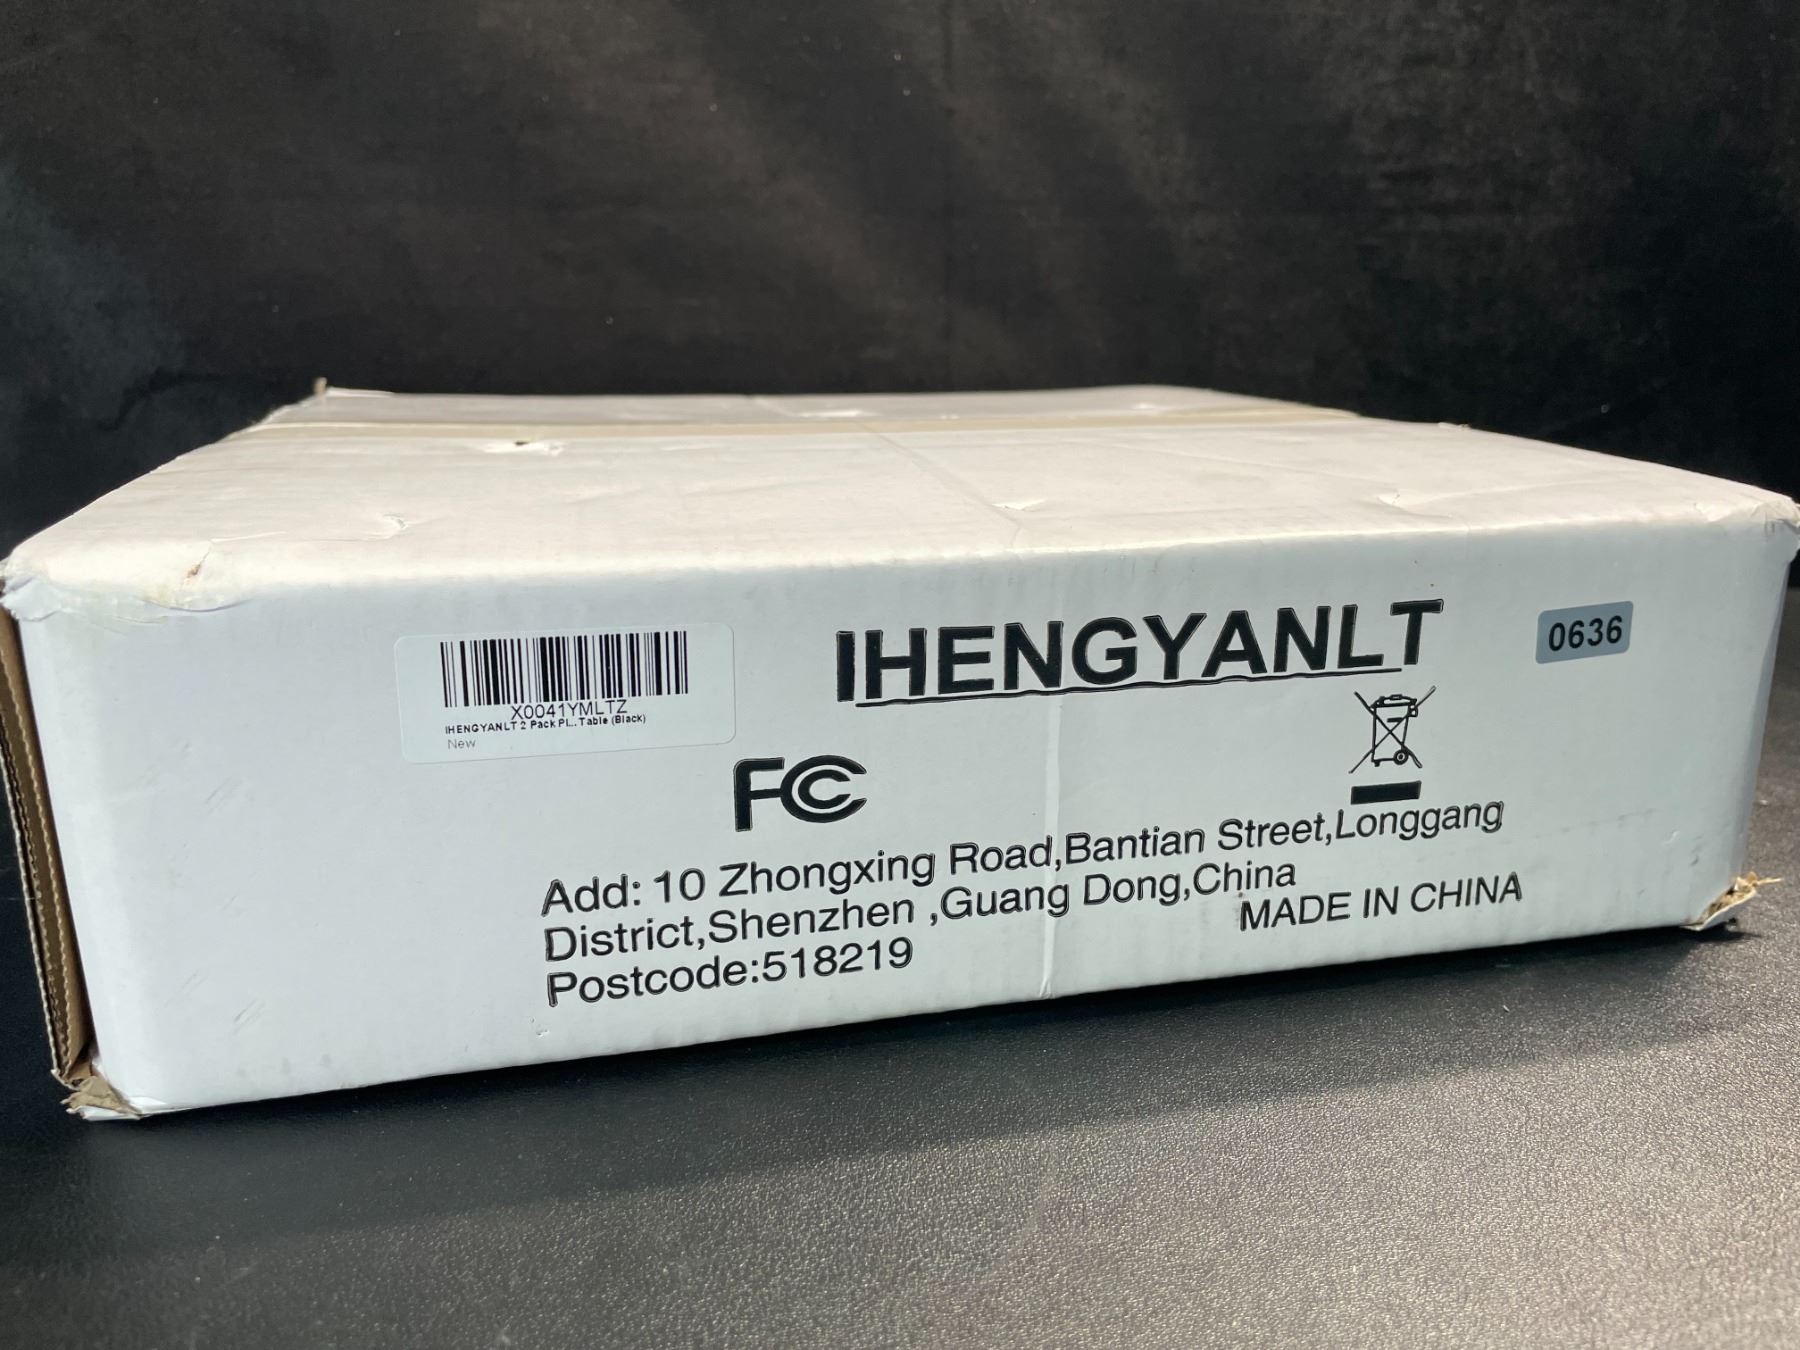 IHENGYANLT
0636
X0041YMLTZ
IHENGYANLT 2 Pack Pl... Table (Black)
New
FC
Add: 10 Zhongxing Road,Bantian Street,Longgang
District,Shenzhen ,Guang Dong,China
MADE IN CHINA
Postcode:518219